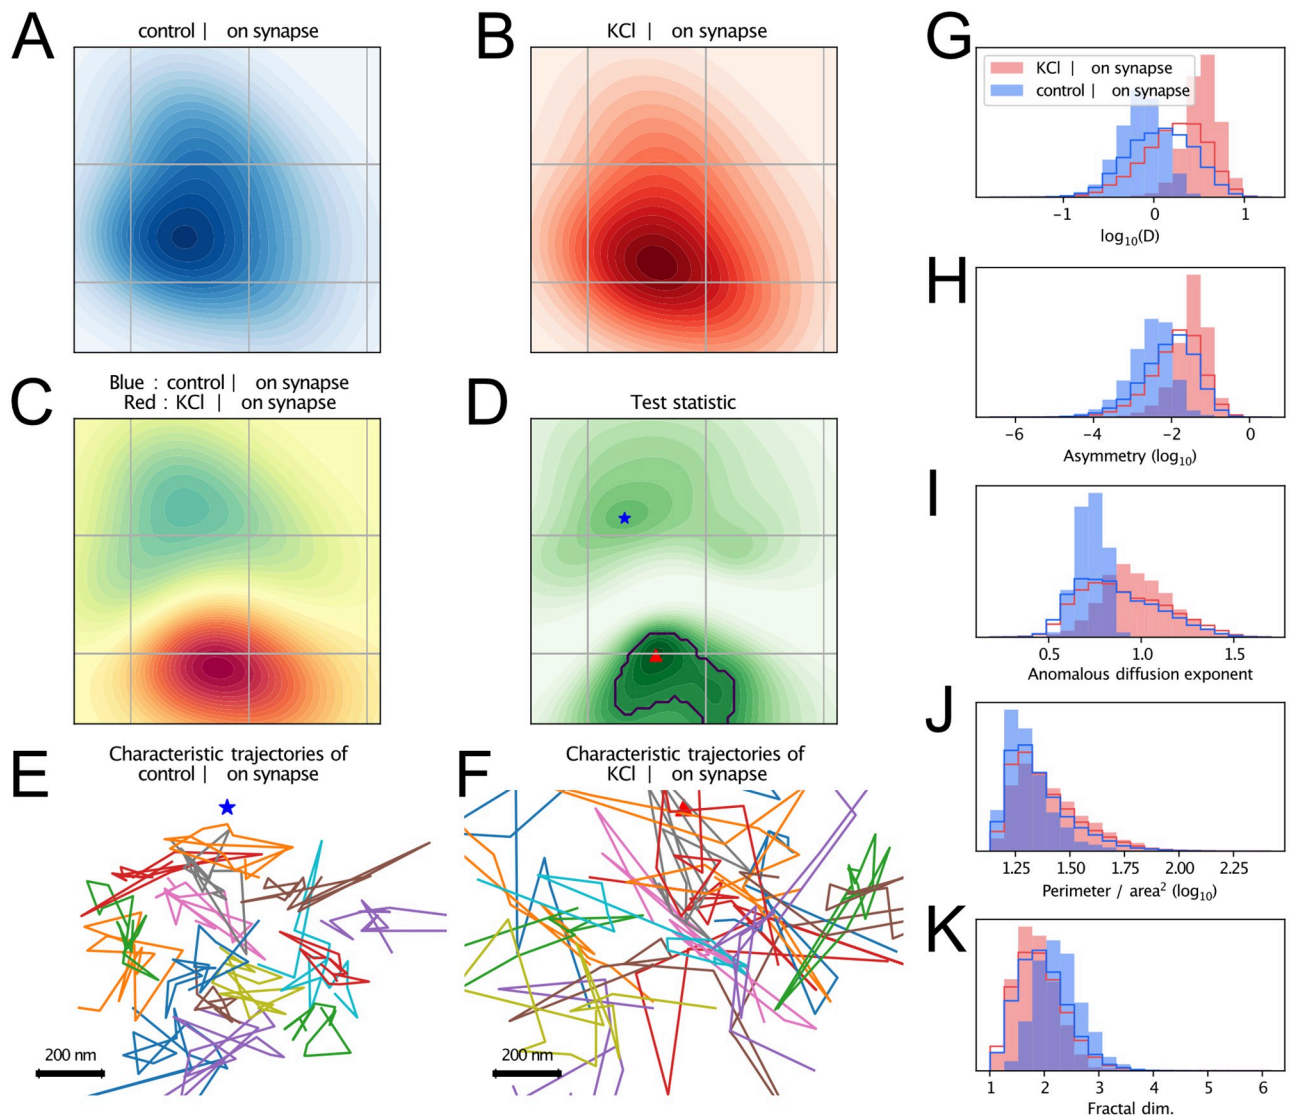 A
control | on synapse
B
KCl | on synapse
C
Blue : control | on synapse
Red : KCl | on synapse
D
Test statistic
E
Characteristic trajectories of
control | on synapse
200 nm
F
Characteristic trajectories of
KCl | on synapse
200 nm
G
KCl | on synapse
control | on synapse
−1 0 1
log₁₀(D)
H
−6 −4 −2 0
Asymmetry (log₁₀)
I
0.5 1.0 1.5
Anomalous diffusion exponent
J
1.25 1.50 1.75 2.00 2.25
Perimeter / area² (log₁₀)
K
1 2 3 4 5 6
Fractal dim.